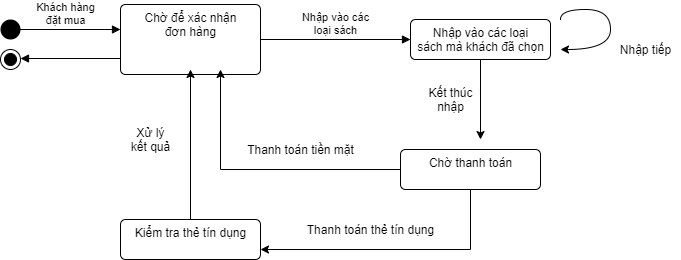 Khách hàng
đặt mua
Chờ để xác nhận
đơn hàng
Nhập vào các
loại sách
Nhập vào các loại
sách mà khách đã chọn
Nhập tiếp
Kết thúc
nhập
Xử lý
kết quả
Thanh toán tiền mặt
Chờ thanh toán
Kiểm tra thẻ tín dụng
Thanh toán thẻ tín dụng